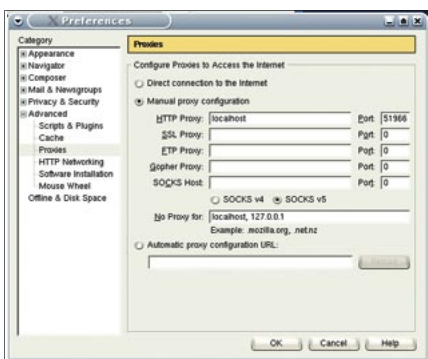 Preferences
Category
Appearance
Navigator
Composer
Mail & Newsgroups
Privacy & Security
Advanced
Scripts & Plugins
Cache
Proxies
HTTP Networking
Software Installation
Mouse Wheel
Offline & Disk Space
Proxies
Configure Proxies to Access the Internet
Direct connection to the Internet
Manual proxy configuration
HTTP Proxy: localhost Port: 51966
SSL Proxy: Port: 0
FTP Proxy: Port: 0
Gopher Proxy: Port: 0
SOCKS Host: Port: 0
SOCKS v4 SOCKS v5
No Proxy for: localhost, 127.0.0.1
Example: .mozilla.org, .net.nz
Automatic proxy configuration URL:
OK Cancel Help